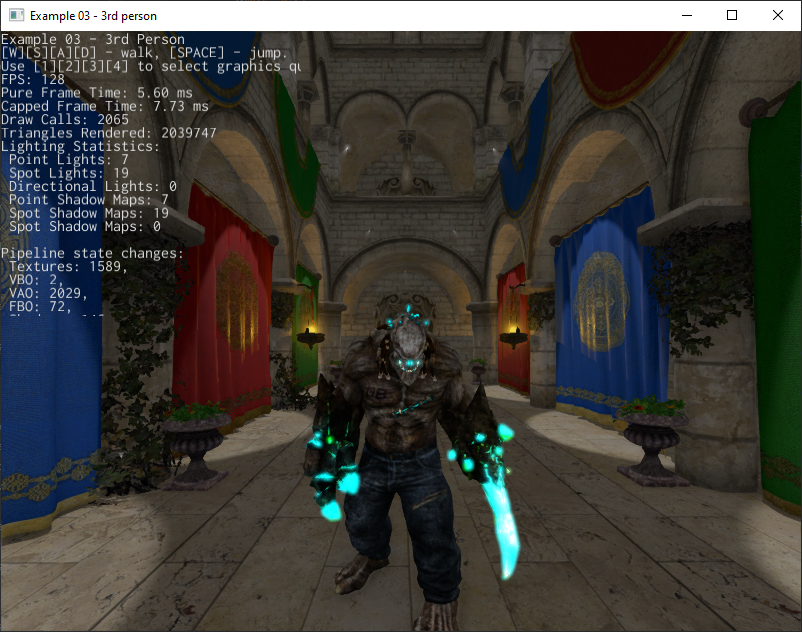 Example 03 - 3rd person
Example 03 - 3rd Person
[W][S][A][D] - walk, [SPACE] - jump.
Use [1][2][3][4] to select graphics qu
FPS: 128
Pure Frame Time: 5.60 ms
Capped Frame Time: 7.73 ms
Draw Calls: 2065
Triangles Rendered: 2039747
Lighting Statistics:
Point Lights: 7
Spot Lights: 19
Directional Lights: 0
Point Shadow Maps: 7
Spot Shadow Maps: 19
Spot Shadow Maps: 0
Pipeline state changes:
Textures: 1589,
VBO: 2,
VAO: 2029,
FBO: 72,